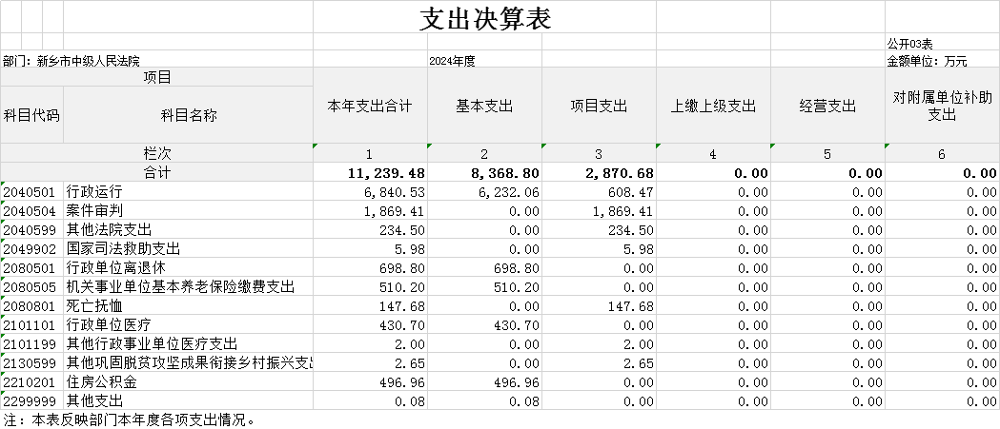 支出决算表
公开03表
部门：新乡市中级人民法院 2024年度 金额单位：万元
项目 本年支出合计 基本支出 项目支出 上缴上级支出 经营支出 对附属单位补助支出
科目代码 科目名称
栏次 1 2 3 4 5 6
合计 11,239.48 8,368.80 2,870.68 0.00 0.00 0.00
2040501 行政运行 6,840.53 6,232.06 608.47 0.00 0.00 0.00
2040504 案件审判 1,869.41 0.00 1,869.41 0.00 0.00 0.00
2040599 其他法院支出 234.50 0.00 234.50 0.00 0.00 0.00
2049902 国家司法救助支出 5.98 0.00 5.98 0.00 0.00 0.00
2080501 行政单位离退休 698.80 698.80 0.00 0.00 0.00 0.00
2080505 机关事业单位基本养老保险缴费支出 510.20 510.20 0.00 0.00 0.00 0.00
2080801 死亡抚恤 147.68 0.00 147.68 0.00 0.00 0.00
2101101 行政单位医疗 430.70 430.70 0.00 0.00 0.00 0.00
2101199 其他行政事业单位医疗支出 2.00 0.00 2.00 0.00 0.00 0.00
2130599 其他巩固脱贫攻坚成果衔接乡村振兴支出 2.65 0.00 2.65 0.00 0.00 0.00
2210201 住房公积金 496.96 496.96 0.00 0.00 0.00 0.00
2299999 其他支出 0.08 0.08 0.00 0.00 0.00 0.00
注：本表反映部门本年度各项支出情况。